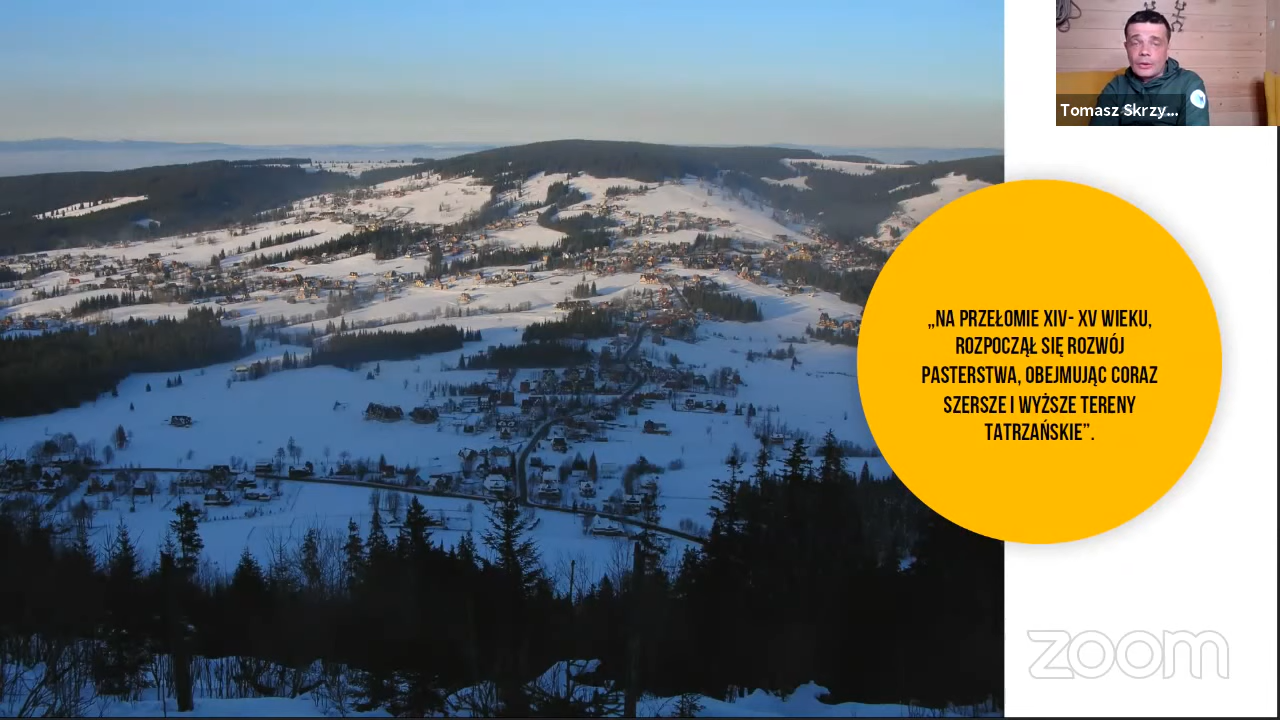 Tomasz Skrzy...
„NA PRZEŁOMIE XIV- XV WIEKU,
ROZPOCZĄŁ SIĘ ROZWÓJ
PASTERSTWA, OBEJMUJĄC CORAZ
SZERSZE I WYŻSZE TERENY
TATRZAŃSKIE”.
zoom